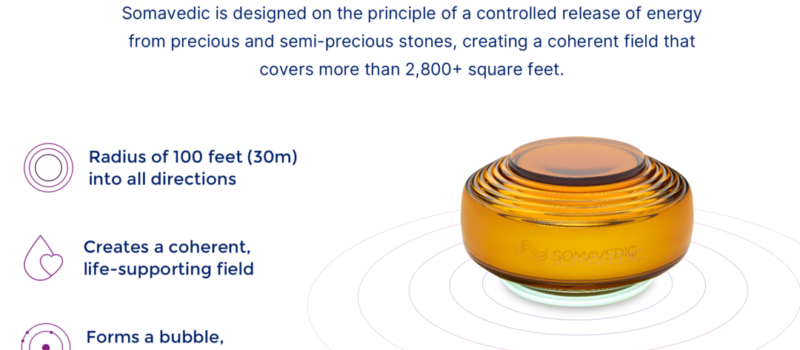 Somavedic is designed on the principle of a controlled release of energy
from precious and semi-precious stones, creating a coherent field that
covers more than 2,800+ square feet.
Radius of 100 feet (30m)
into all directions
Creates a coherent,
life-supporting field
SOMAVEDIC
Forms a bubble,